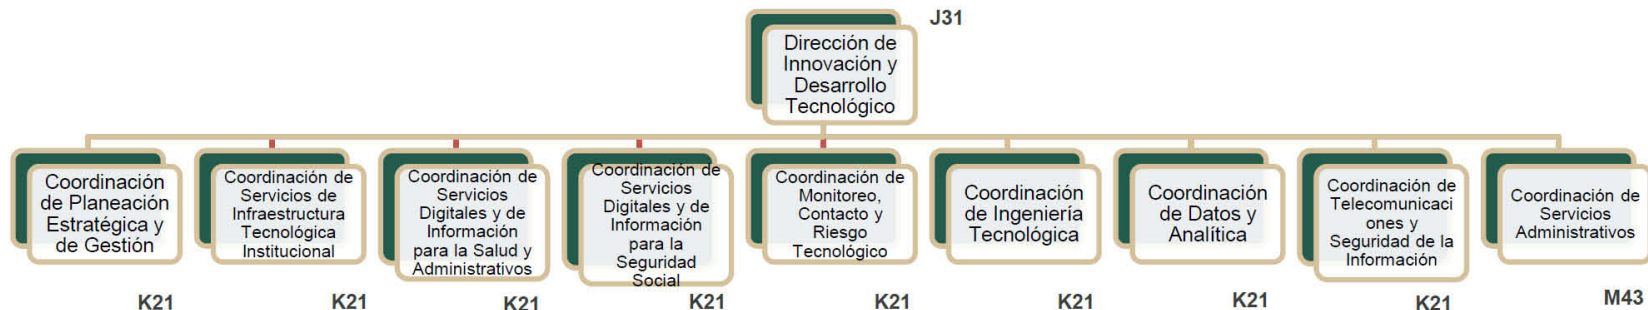 J31
Dirección de
Innovación y
Desarrollo
Tecnológico
Coordinación
de Planeación
Estratégica y
de Gestión
K21
Coordinación de
Servicios de
Infraestructura
Tecnológica
Institucional
K21
Coordinación de
Servicios
Digitales y de
Información
para la Salud y
Administrativos
K21
Coordinación de
Servicios
Digitales y de
Información
para la
Seguridad
Social
K21
Coordinación de
Monitoreo,
Contacto y
Riesgo
Tecnológico
K21
Coordinación
de Ingeniería
Tecnológica
K21
Coordinación
de Datos y
Analítica
K21
Coordinación de
Telecomunicaci
ones y
Seguridad de la
Información
K21
Coordinación de
Servicios
Administrativos
M43